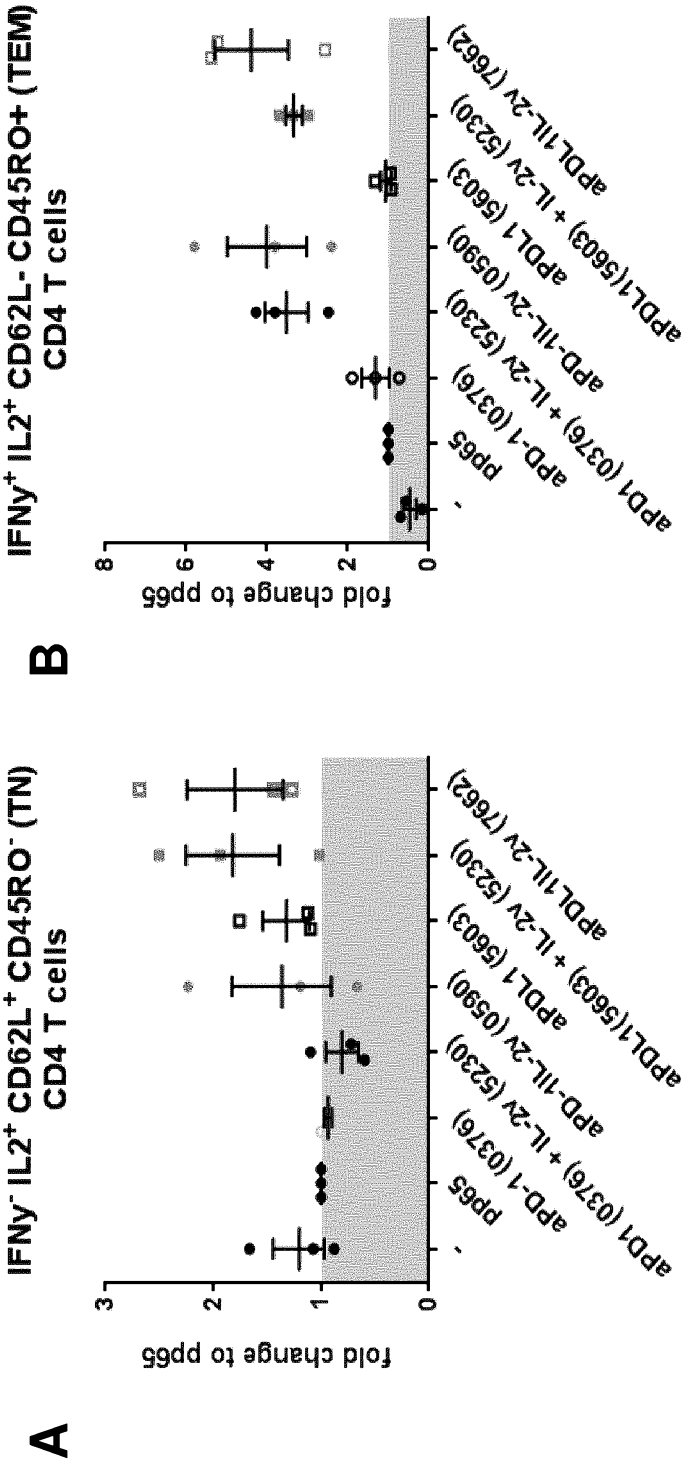 A
IFNy⁻ IL2⁺ CD62L⁺ CD45RO⁻ (TN)
CD4 T cells
fold change to pp65
3
2
1
0
-
pp65
aPD-1 (0376)
aPD1 (0376) + IL-2v (5230)
aPD-1IL-2v (0590)
aPDL1 (5603)
aPDL1(5603) + IL-2v (5230)
aPDL1IL-2v (7662)
B
IFNy⁺ IL2⁺ CD62L- CD45RO+ (TEM)
CD4 T cells
fold change to pp65
8
6
4
2
0
-
pp65
aPD-1 (0376)
aPD1 (0376) + IL-2v (5230)
aPD-1IL-2v (0590)
aPDL1 (5603)
aPDL1(5603) + IL-2v (5230)
aPDL1IL-2v (7662)